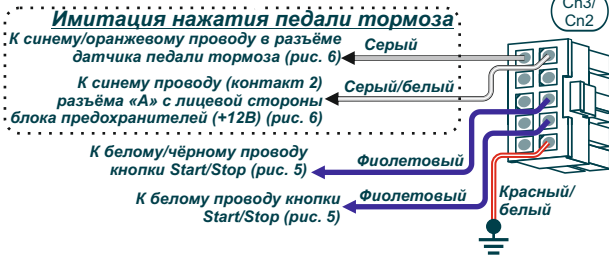 Имитация нажатия педали тормоза
Cn3/
Cn2
К синему/оранжевому проводу в разъёме
датчика педали тормоза (рис. 6)
Серый
К синему проводу (контакт 2)
разъёма «А» с лицевой стороны
блока предохранителей (+12В) (рис. 6)
Серый/белый
К белому/чёрному проводу
кнопки Start/Stop (рис. 5)
Фиолетовый
К белому проводу кнопки
Start/Stop (рис. 5)
Фиолетовый
Красный/
белый